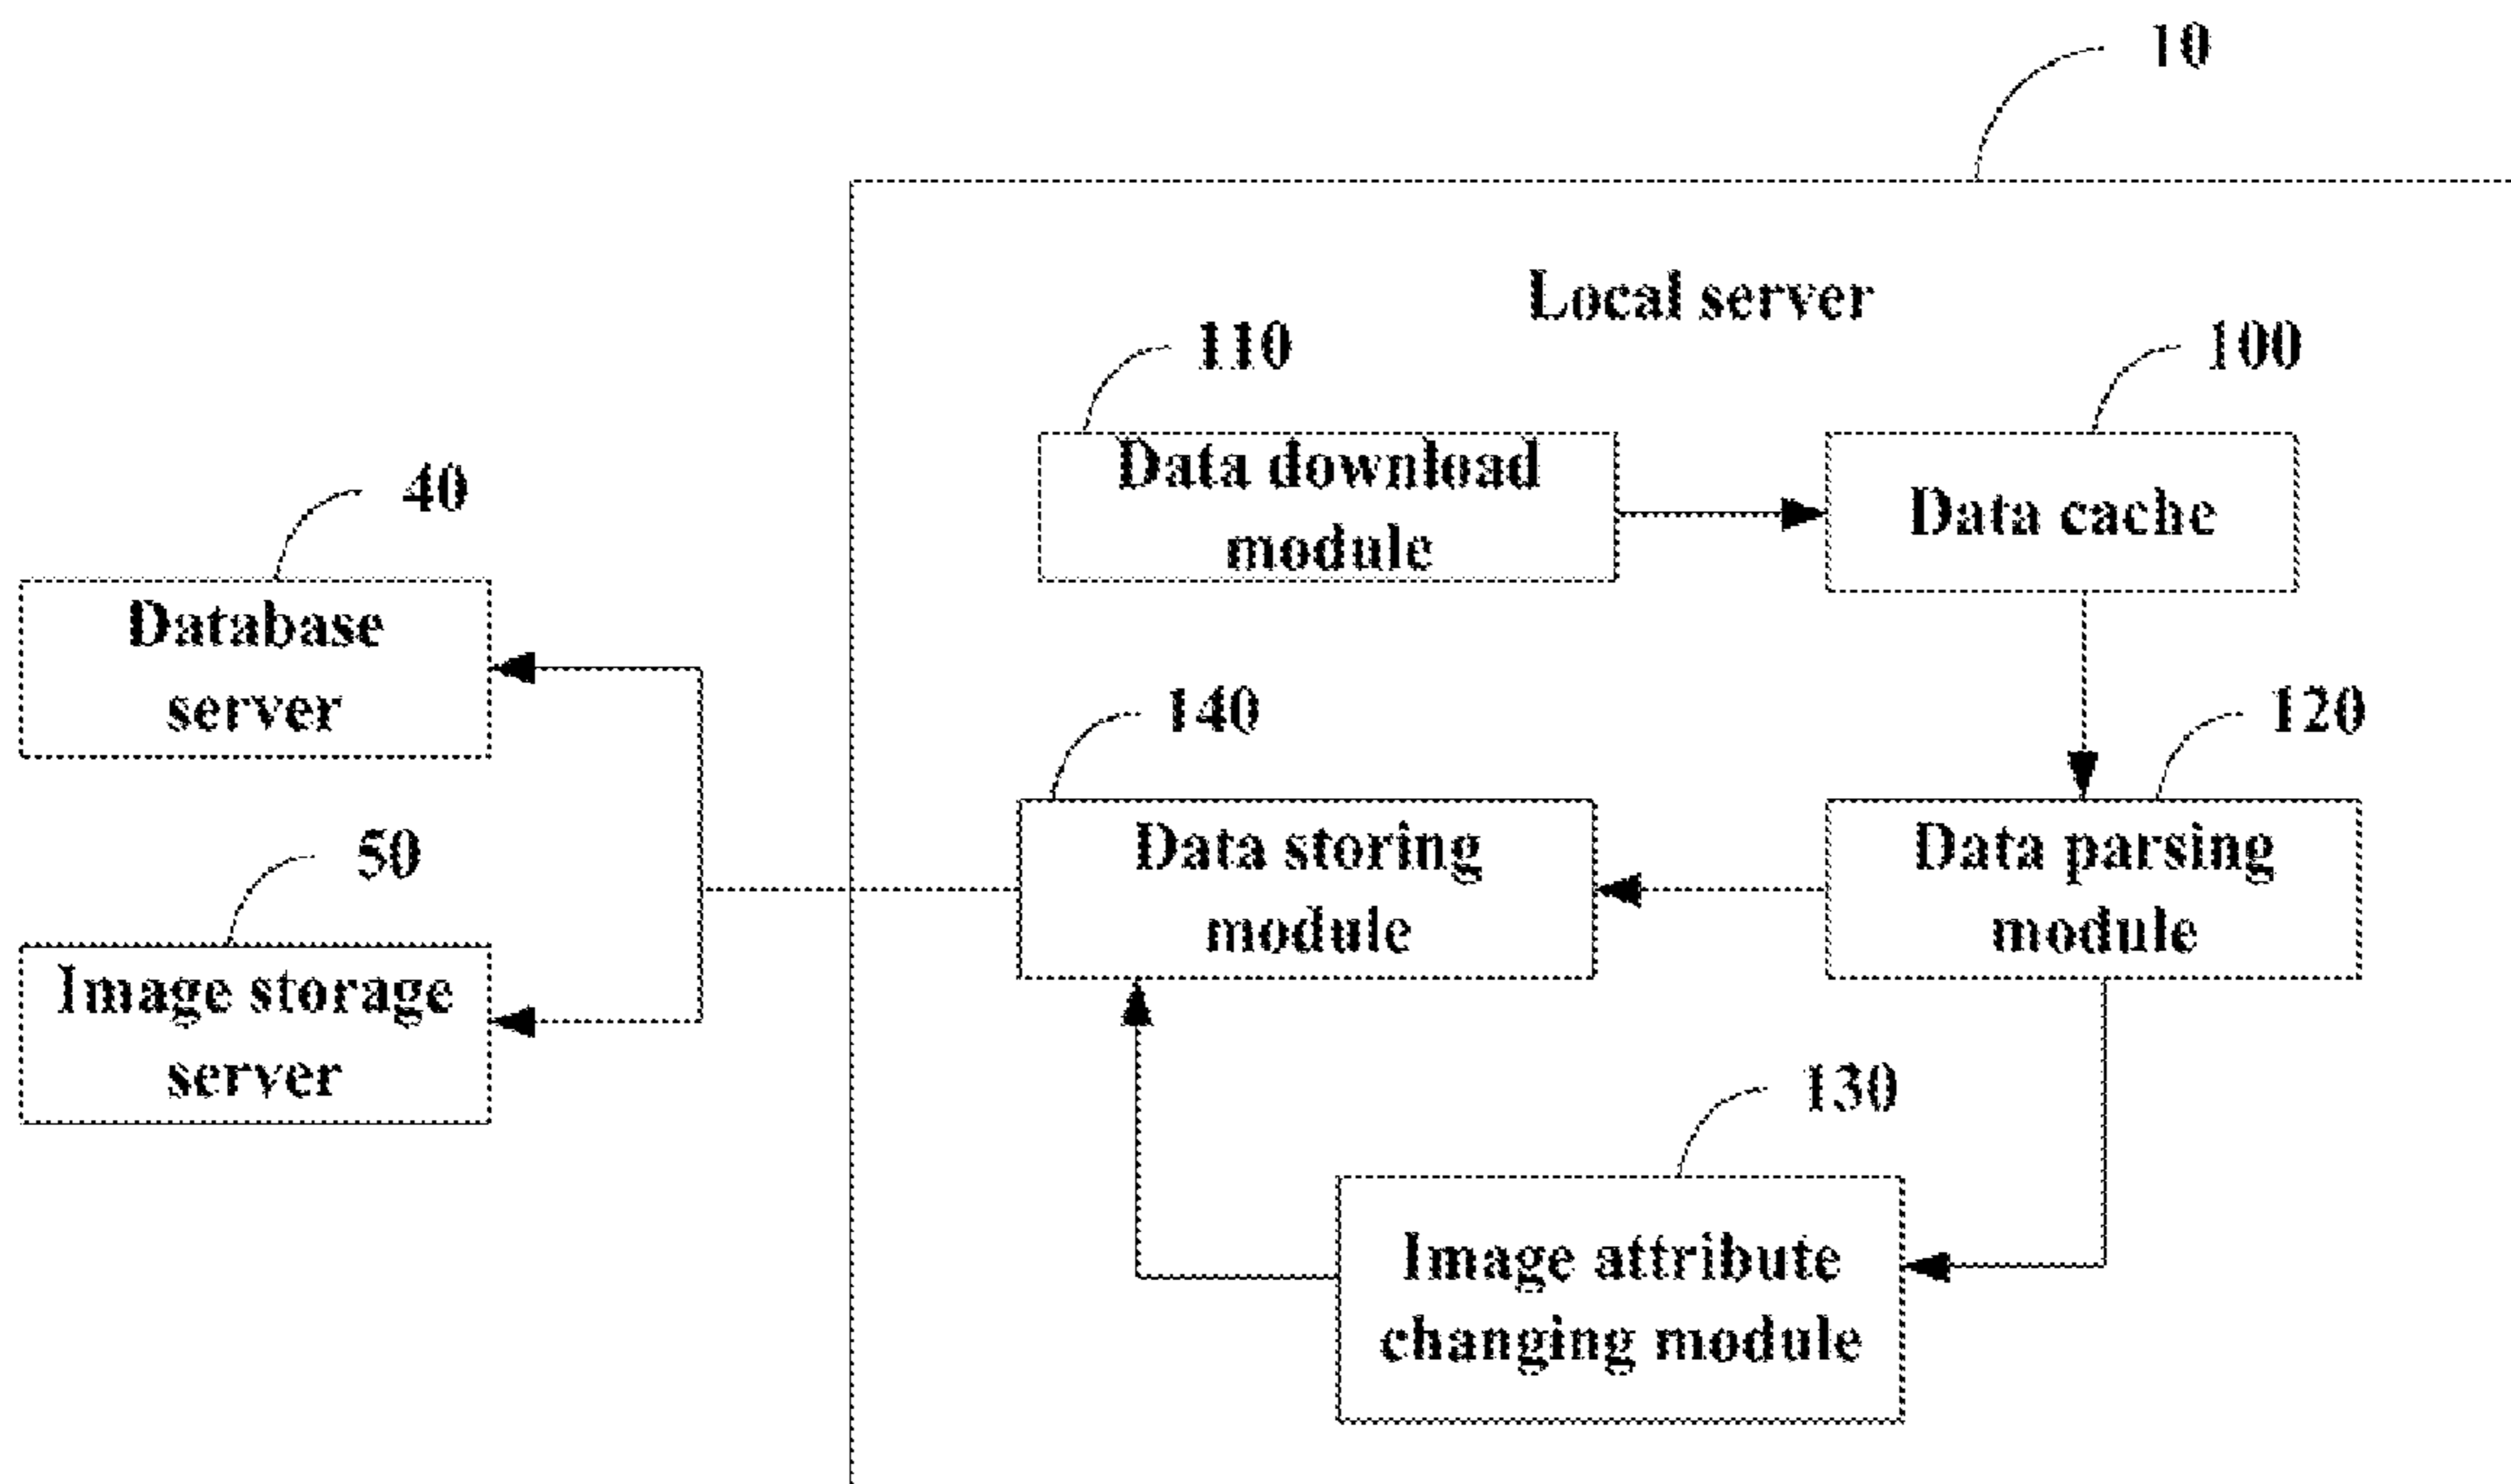 10
Local server
110
100
Data download
module
Data cache
40
Database
server
140
120
Data storing
module
Data parsing
module
50
Image storage
server
130
Image attribute
changing module